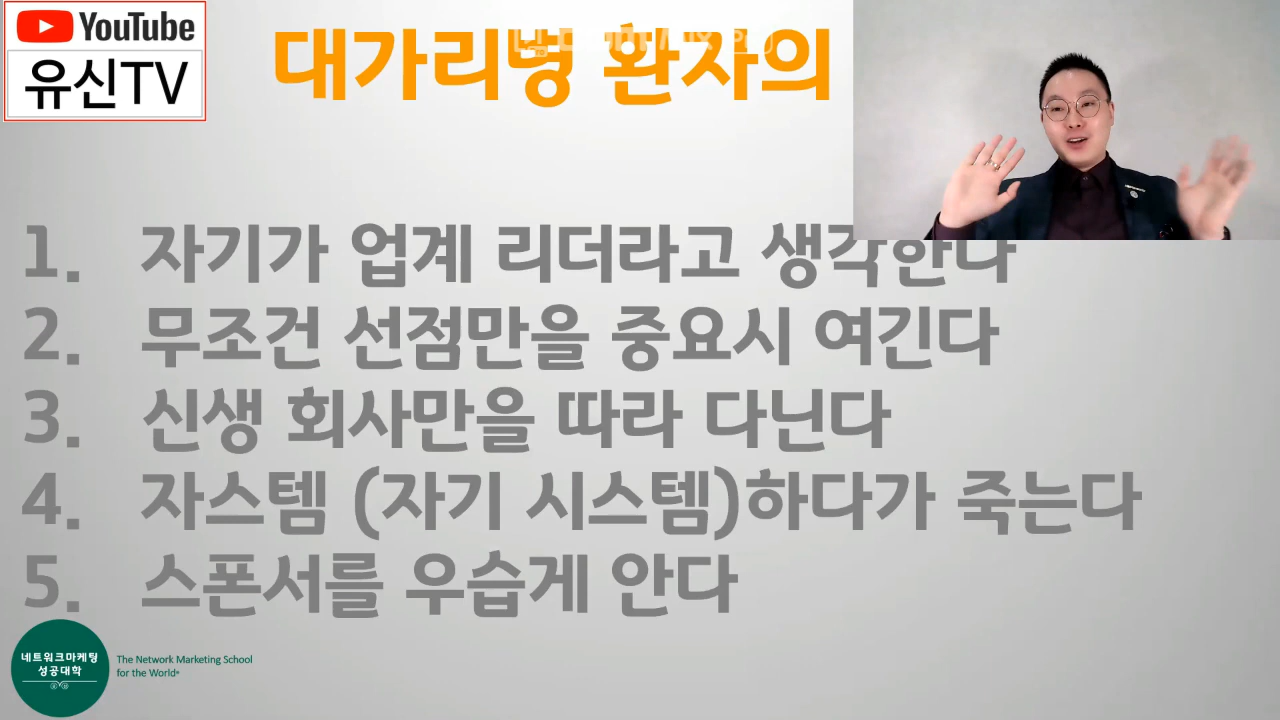 YouTube
유신TV
대가리병 환자의
1. 자기가 업계 리더라고 생각한다
2. 무조건 선점만을 중요시 여긴다
3. 신생 회사만을 따라 다닌다
4. 자스템 (자기 시스템)하다가 죽는다
5. 스폰서를 우습게 안다
네트워크마케팅
성공대학
The Network Marketing School
for the World